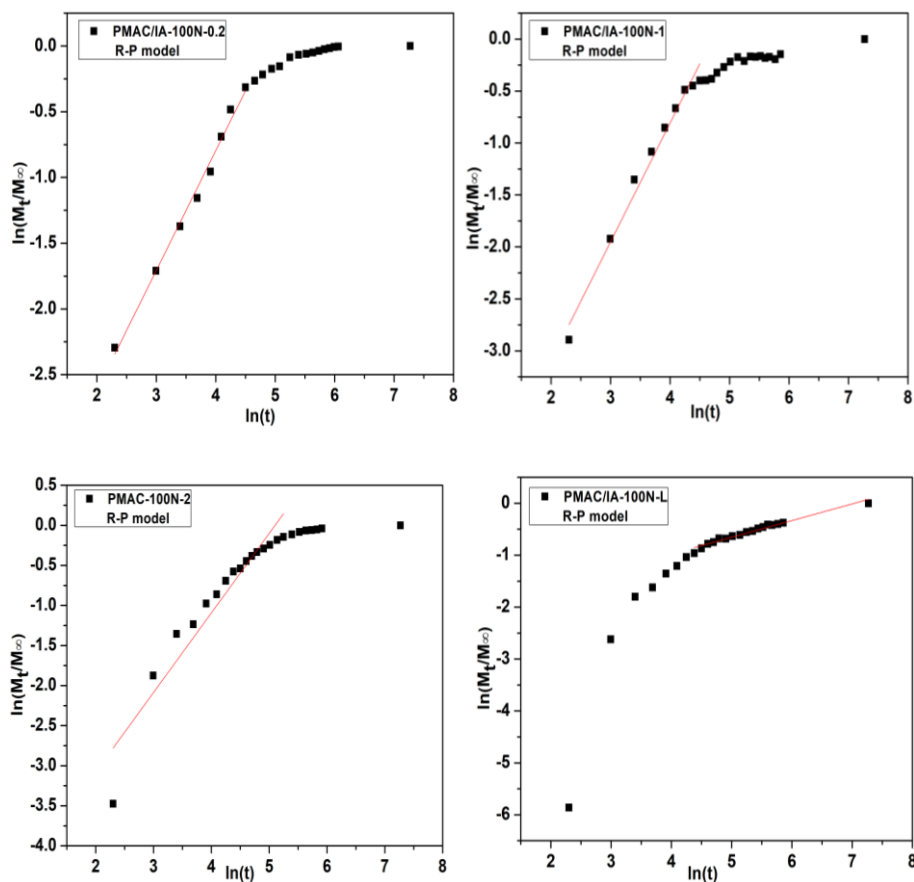 PMAC/IA-100N-0.2
R-P model
0.0
-0.5
-1.0
-1.5
-2.0
-2.5
ln(Mt/M∞)
2 3 4 5 6 7 8
ln(t)
PMAC/IA-100N-1
R-P model
0.0
-0.5
-1.0
-1.5
-2.0
-2.5
-3.0
ln(Mt/M∞)
2 3 4 5 6 7 8
ln(t)
PMAC-100N-2
R-P model
0.5
0.0
-0.5
-1.0
-1.5
-2.0
-2.5
-3.0
-3.5
-4.0
ln(Mt/M∞)
2 3 4 5 6 7 8
ln(t)
PMAC/IA-100N-L
R-P model
0
-2
-4
-6
ln(Mt/M∞)
2 3 4 5 6 7 8
ln(t)